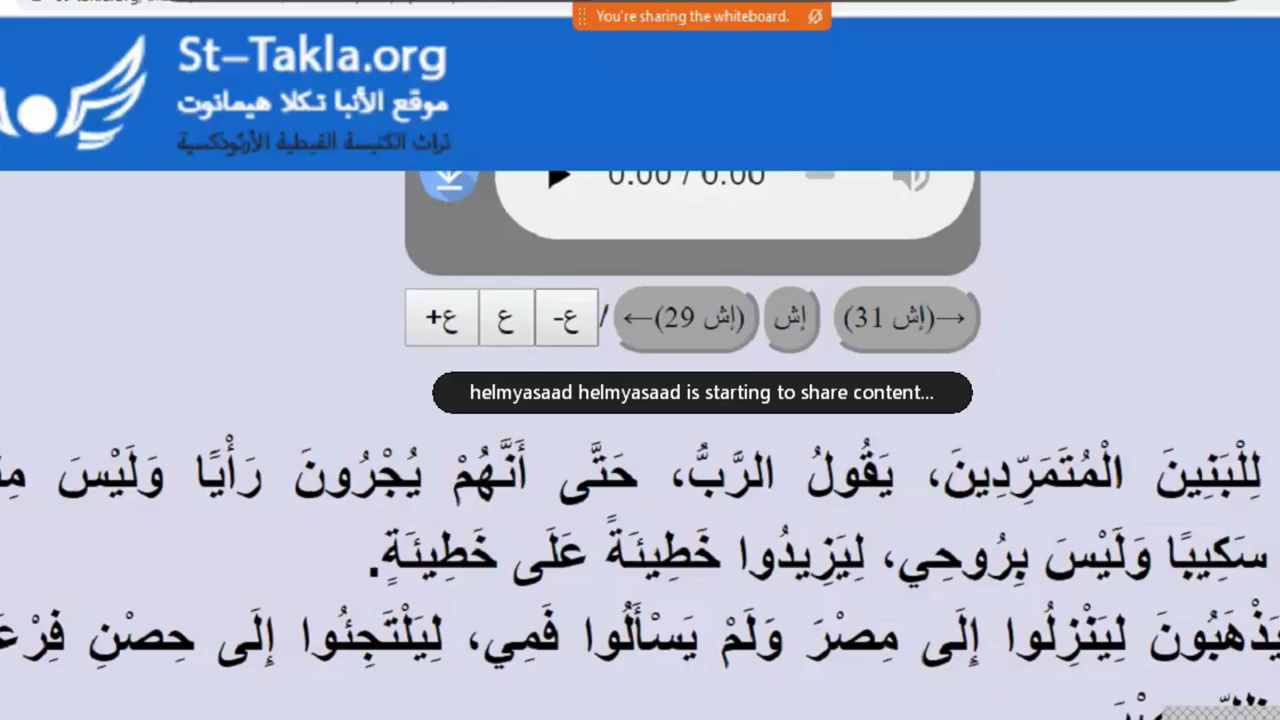 You're sharing the whiteboard.
St-Takla.org
موقع الأنبا تكلا هيمانوت
تراث الكنيسة القبطية الأرثوذكسية
0:00 / 0:00
→(إش 31) إش (إش 29)← / ع- ع ع+
helmyasaad helmyasaad is starting to share content...
لِلْبَنِينَ الْمُتَمَرِّدِينَ، يَقُولُ الرَّبُّ، حَتَّى أَنَّهُمْ يُجْرُونَ رَأْيًا وَلَيْسَ
سَكِيبًا وَلَيْسَ بِرُوحِي، لِيَزِيدُوا خَطِيئَةً عَلَى خَطِيئَةٍ.
يَذْهَبُونَ لِيَنْزِلُوا إِلَى مِصْرَ وَلَمْ يَسْأَلُوا فَمِي، لِيَلْتَجِئُوا إِلَى حِصْنِ